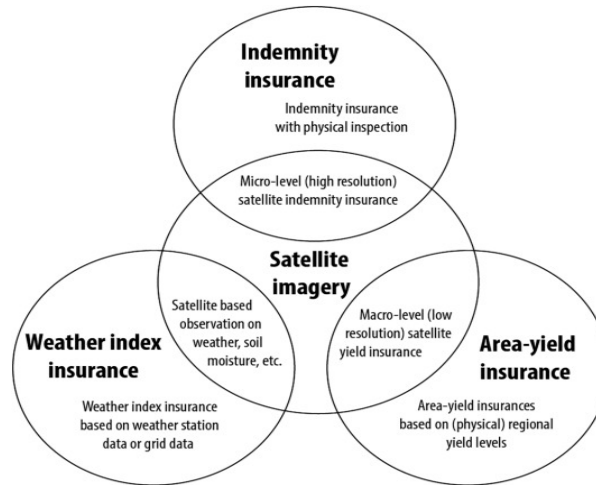 Indemnity
insurance
Indemnity insurance
with physical inspection
Micro-level (high resolution)
satellite indemnity insurance
Satellite
imagery
Satellite based
observation on
weather, soil
moisture, etc.
Macro-level (low
resolution) satellite
yield insurance
Weather index
insurance
Weather index insurance
based on weather station
data or grid data
Area-yield
insurance
Area-yield insurances
based on (physical) regional
yield levels